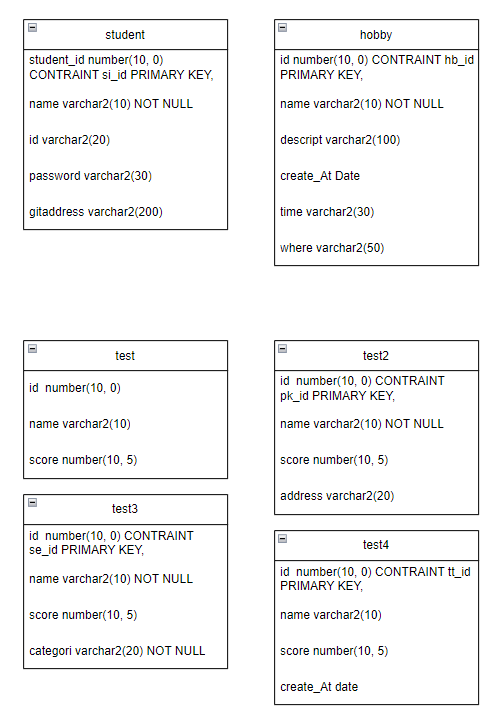 student
student_id number(10, 0)
CONTRAINT si_id PRIMARY KEY,
name varchar2(10) NOT NULL
id varchar2(20)
password varchar2(30)
gitaddress varchar2(200)
hobby
id number(10, 0) CONTRAINT hb_id
PRIMARY KEY,
name varchar2(10) NOT NULL
descript varchar2(100)
create_At Date
time varchar2(30)
where varchar2(50)
test
id  number(10, 0)
name varchar2(10)
score number(10, 5)
test2
id  number(10, 0) CONTRAINT
pk_id PRIMARY KEY,
name varchar2(10) NOT NULL
score number(10, 5)
address varchar2(20)
test3
id  number(10, 0) CONTRAINT
se_id PRIMARY KEY,
name varchar2(10) NOT NULL
score number(10, 5)
categori varchar2(20) NOT NULL
test4
id  number(10, 0) CONTRAINT tt_id
PRIMARY KEY,
name varchar2(10)
score number(10, 5)
create_At date